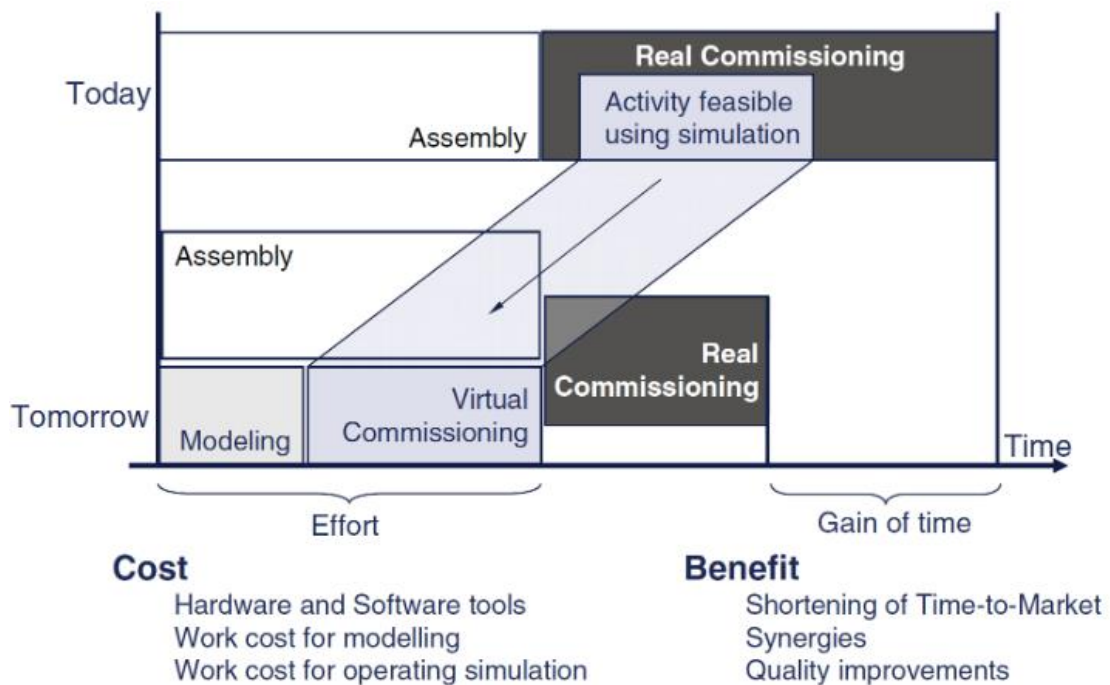 Real Commissioning
Today
Activity feasible
using simulation
Assembly
Assembly
Real
Commissioning
Virtual
Commissioning
Tomorrow
Modeling
Time
Effort
Gain of time
Cost
Hardware and Software tools
Work cost for modelling
Work cost for operating simulation
Benefit
Shortening of Time-to-Market
Synergies
Quality improvements